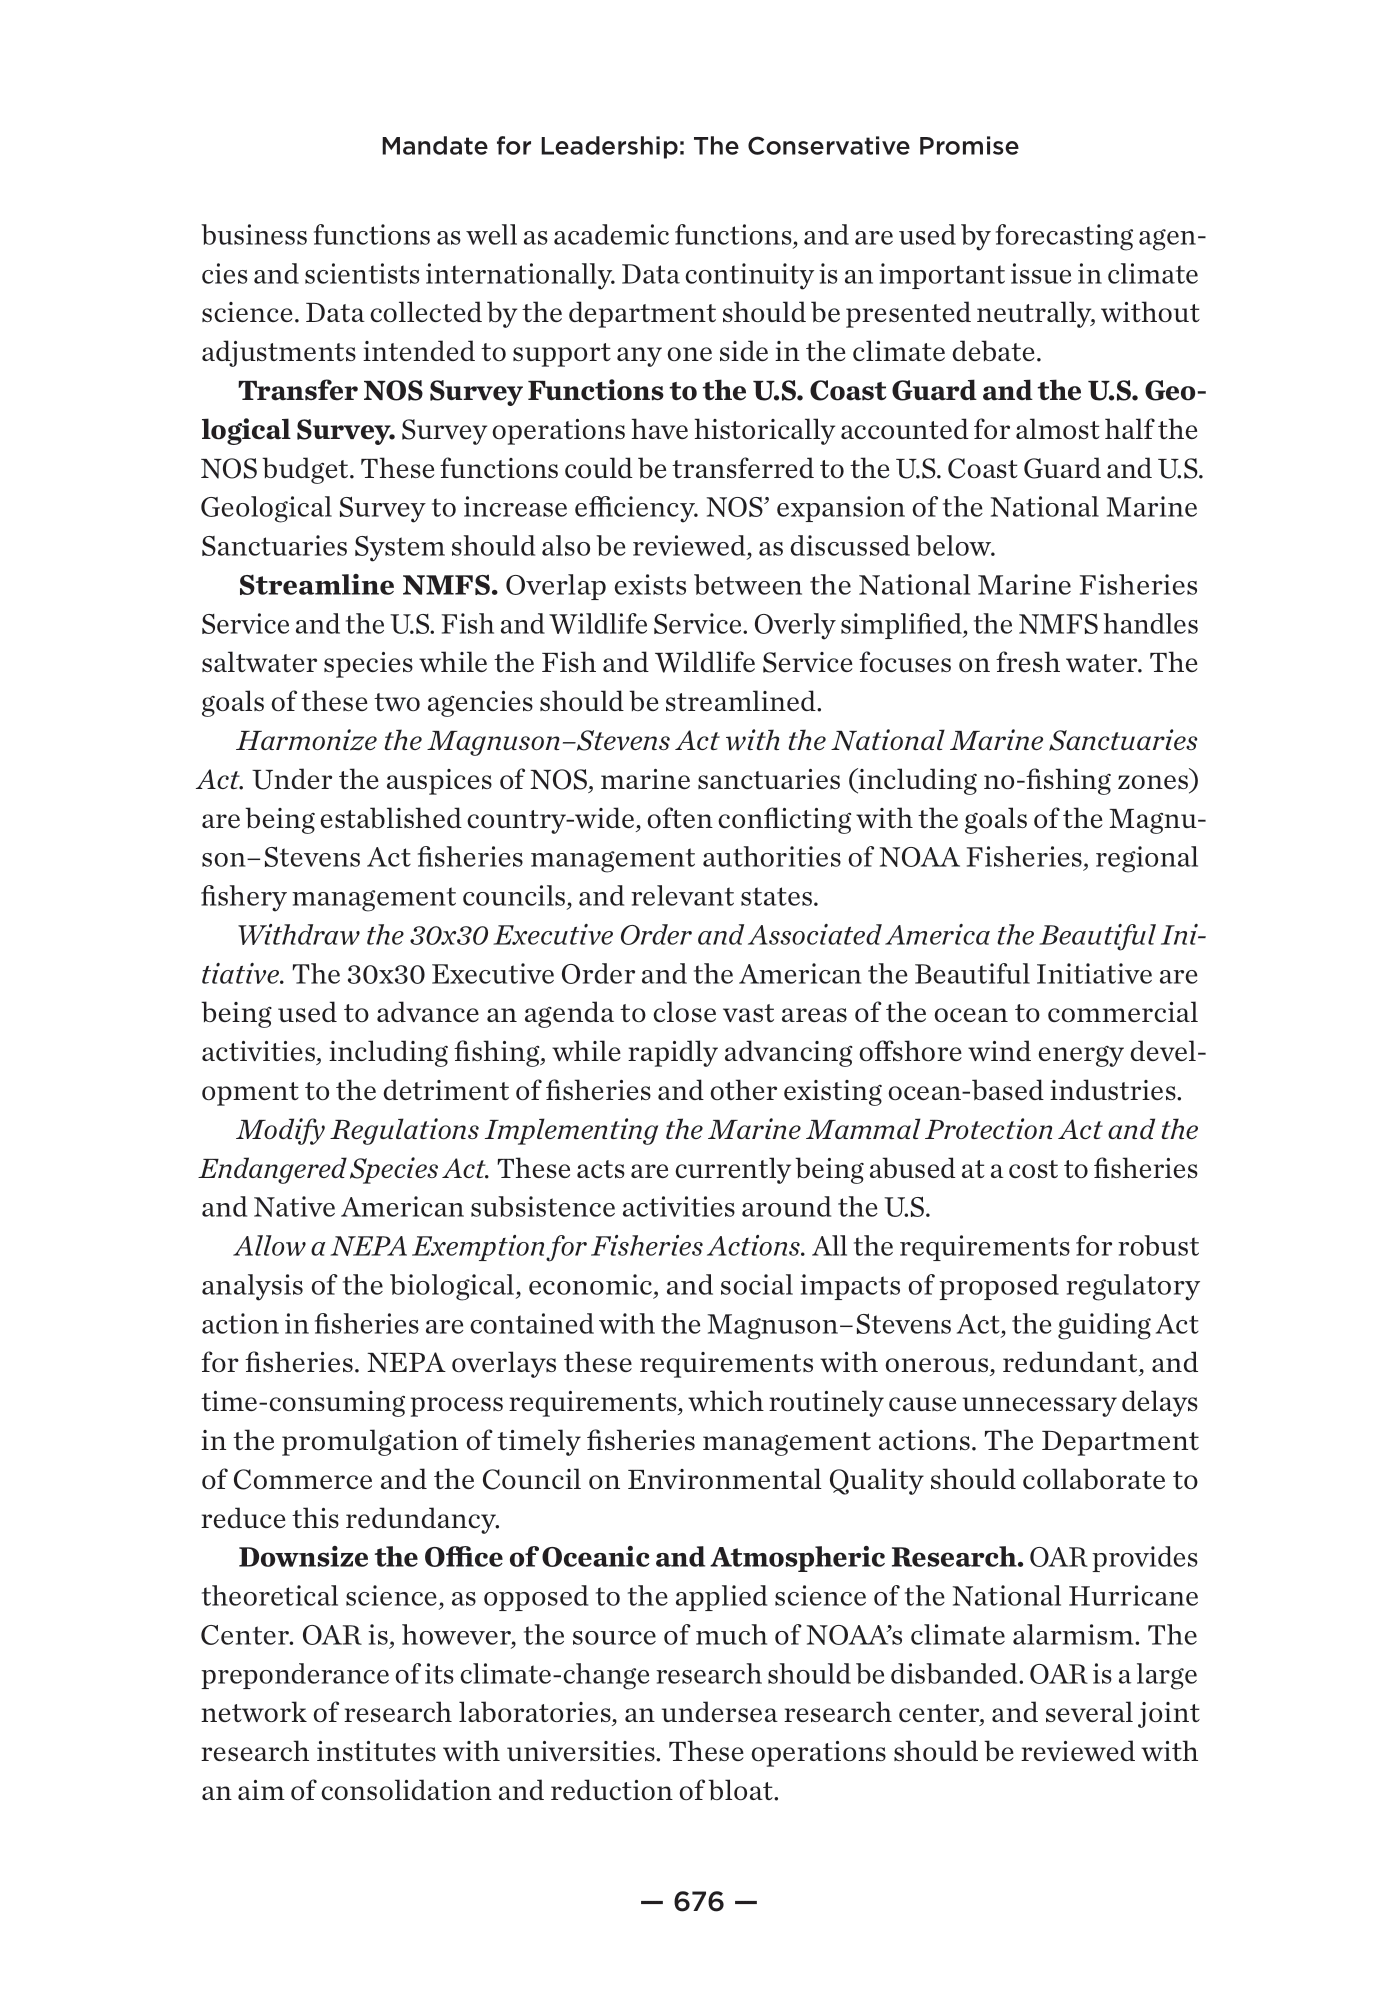 Mandate for Leadership: The Conservative Promise
business functions as well as academic functions, and are used by forecasting agen-
cies and scientists internationally. Data continuity is an important issue in climate
science. Data collected by the department should be presented neutrally, without
adjustments intended to support any one side in the climate debate.
Transfer NOS Survey Functions to the U.S. Coast Guard and the U.S. Geo-
logical Survey. Survey operations have historically accounted for almost half the
NOS budget. These functions could be transferred to the U.S. Coast Guard and U.S.
Geological Survey to increase efficiency. NOS’ expansion of the National Marine
Sanctuaries System should also be reviewed, as discussed below.
Streamline NMFS. Overlap exists between the National Marine Fisheries
Service and the U.S. Fish and Wildlife Service. Overly simplified, the NMFS handles
saltwater species while the Fish and Wildlife Service focuses on fresh water. The
goals of these two agencies should be streamlined.
Harmonize the Magnuson–Stevens Act with the National Marine Sanctuaries
Act. Under the auspices of NOS, marine sanctuaries (including no-fishing zones)
are being established country-wide, often conflicting with the goals of the Magnu-
son–Stevens Act fisheries management authorities of NOAA Fisheries, regional
fishery management councils, and relevant states.
Withdraw the 30x30 Executive Order and Associated America the Beautiful Ini-
tiative. The 30x30 Executive Order and the American the Beautiful Initiative are
being used to advance an agenda to close vast areas of the ocean to commercial
activities, including fishing, while rapidly advancing offshore wind energy devel-
opment to the detriment of fisheries and other existing ocean-based industries.
Modify Regulations Implementing the Marine Mammal Protection Act and the
Endangered Species Act. These acts are currently being abused at a cost to fisheries
and Native American subsistence activities around the U.S.
Allow a NEPA Exemption for Fisheries Actions. All the requirements for robust
analysis of the biological, economic, and social impacts of proposed regulatory
action in fisheries are contained with the Magnuson–Stevens Act, the guiding Act
for fisheries. NEPA overlays these requirements with onerous, redundant, and
time-consuming process requirements, which routinely cause unnecessary delays
in the promulgation of timely fisheries management actions. The Department
of Commerce and the Council on Environmental Quality should collaborate to
reduce this redundancy.
Downsize the Office of Oceanic and Atmospheric Research. OAR provides
theoretical science, as opposed to the applied science of the National Hurricane
Center. OAR is, however, the source of much of NOAA’s climate alarmism. The
preponderance of its climate-change research should be disbanded. OAR is a large
network of research laboratories, an undersea research center, and several joint
research institutes with universities. These operations should be reviewed with
an aim of consolidation and reduction of bloat.
— 676 —